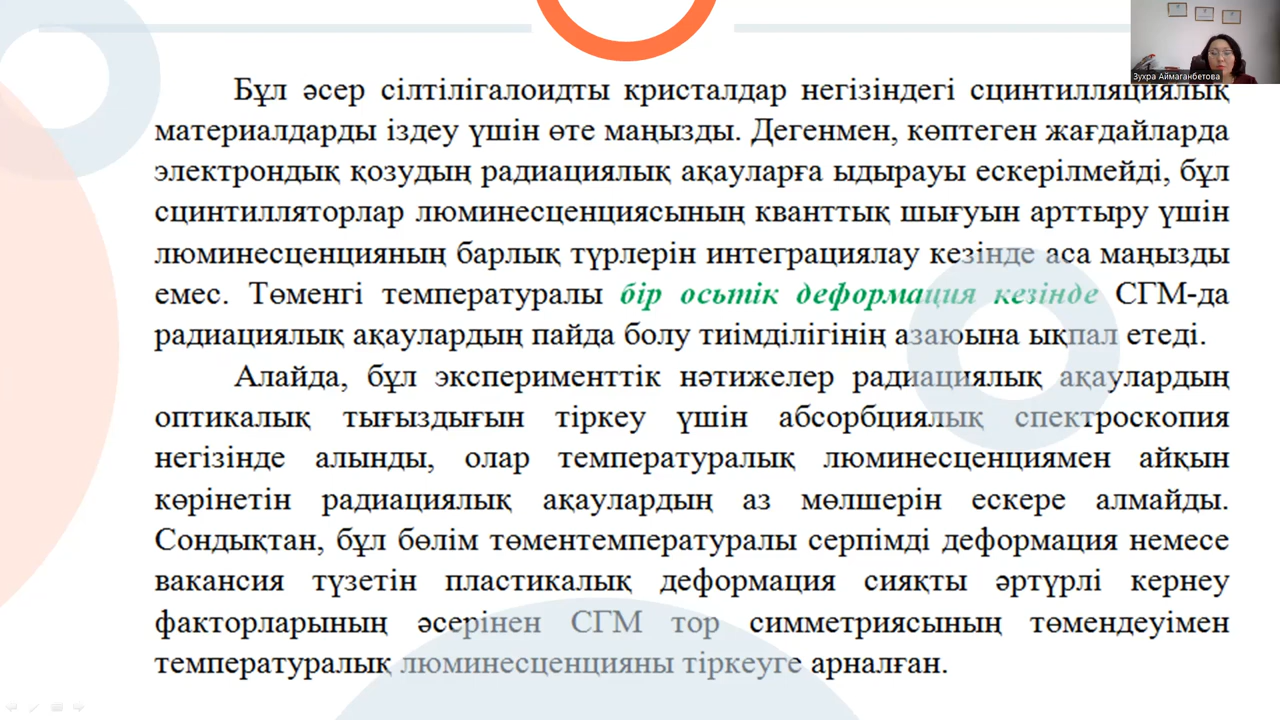 Зухра Аймаганбетова
Бұл әсер сілтілігалоидты кристалдар негізіндегі сцинтилляциялық
материалдарды іздеу үшін өте маңызды. Дегенмен, көптеген жағдайларда
электрондық қозудың радиациялық ақауларға ыдырауы ескерілмейді, бұл
сцинтилляторлар люминесценциясының кванттық шығуын арттыру үшін
люминесценцияның барлық түрлерін интеграциялау кезінде аса маңызды
емес. Төменгі температуралы бір осьтік деформация кезінде СГМ-да
радиациялық ақаулардың пайда болу тиімділігінің азаюына ықпал етеді.
Алайда, бұл эксперименттік нәтижелер радиациялық ақаулардың
оптикалық тығыздығын тіркеу үшін абсорбциялық спектроскопия
негізінде алынды, олар температуралық люминесценциямен айқын
көрінетін радиациялық ақаулардың аз мөлшерін ескере алмайды.
Сондықтан, бұл бөлім төментемпературалы серпімді деформация немесе
вакансия түзетін пластикалық деформация сияқты әртүрлі кернеу
факторларының әсерінен СГМ тор симметриясының төмендеуімен
температуралық люминесценцияны тіркеуге арналған.